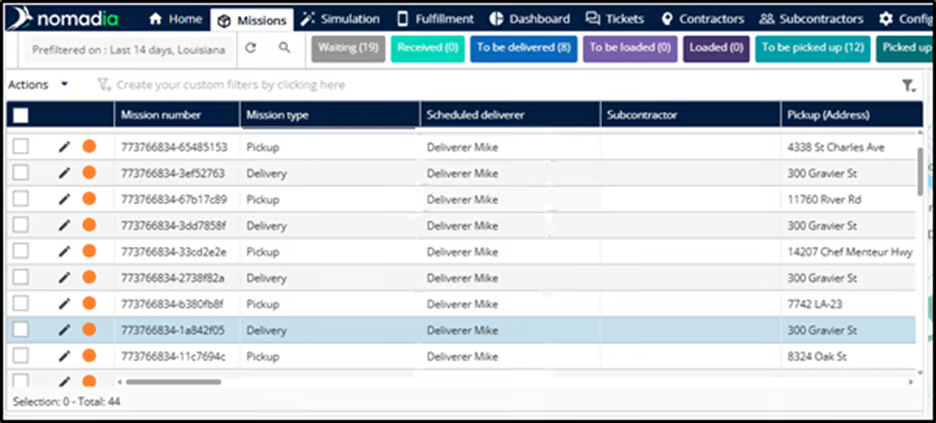 nomadia Home Missions Simulation Fulfillment Dashboard Tickets Contractors Subcontractors Config
Prefiltered on : Last 14 days, Louisiana Waiting (19) Received (0) To be delivered (8) To be loaded (0) Loaded (0) To be picked up (12) Picked up
Actions Create your custom filters by clicking here
Mission number Mission type Scheduled deliverer Subcontractor Pickup (Address)
773766834-65485153 Pickup Deliverer Mike 4338 St Charles Ave
773766834-3ef52763 Delivery Deliverer Mike 300 Gravier St
773766834-67b17c89 Pickup Deliverer Mike 11760 River Rd
773766834-3dd7858f Delivery Deliverer Mike 300 Gravier St
773766834-33cd2e2e Pickup Deliverer Mike 14207 Chef Menteur Hwy
773766834-2738f82a Delivery Deliverer Mike 300 Gravier St
773766834-b380fb8f Pickup Deliverer Mike 7742 LA-23
773766834-1a842f05 Delivery Deliverer Mike 300 Gravier St
773766834-11c7694c Pickup Deliverer Mike 8324 Oak St
Selection: 0 - Total: 44